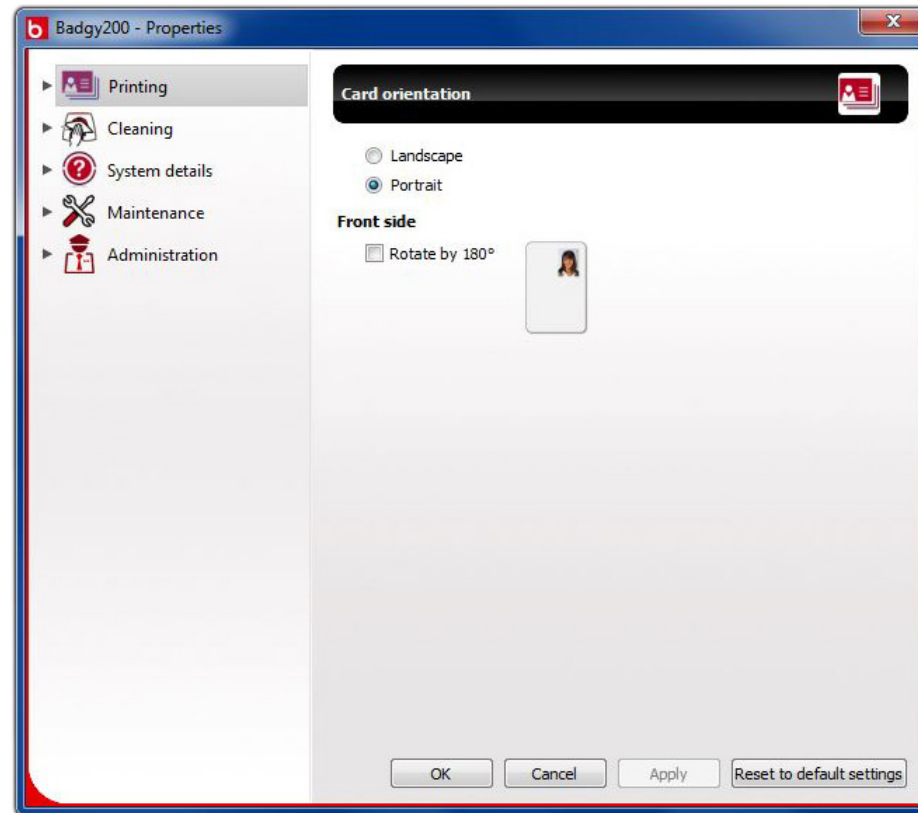 Badgy200 - Properties
Printing
Cleaning
System details
Maintenance
Administration
Card orientation
Landscape
Portrait
Front side
Rotate by 180°
OK
Cancel
Apply
Reset to default settings